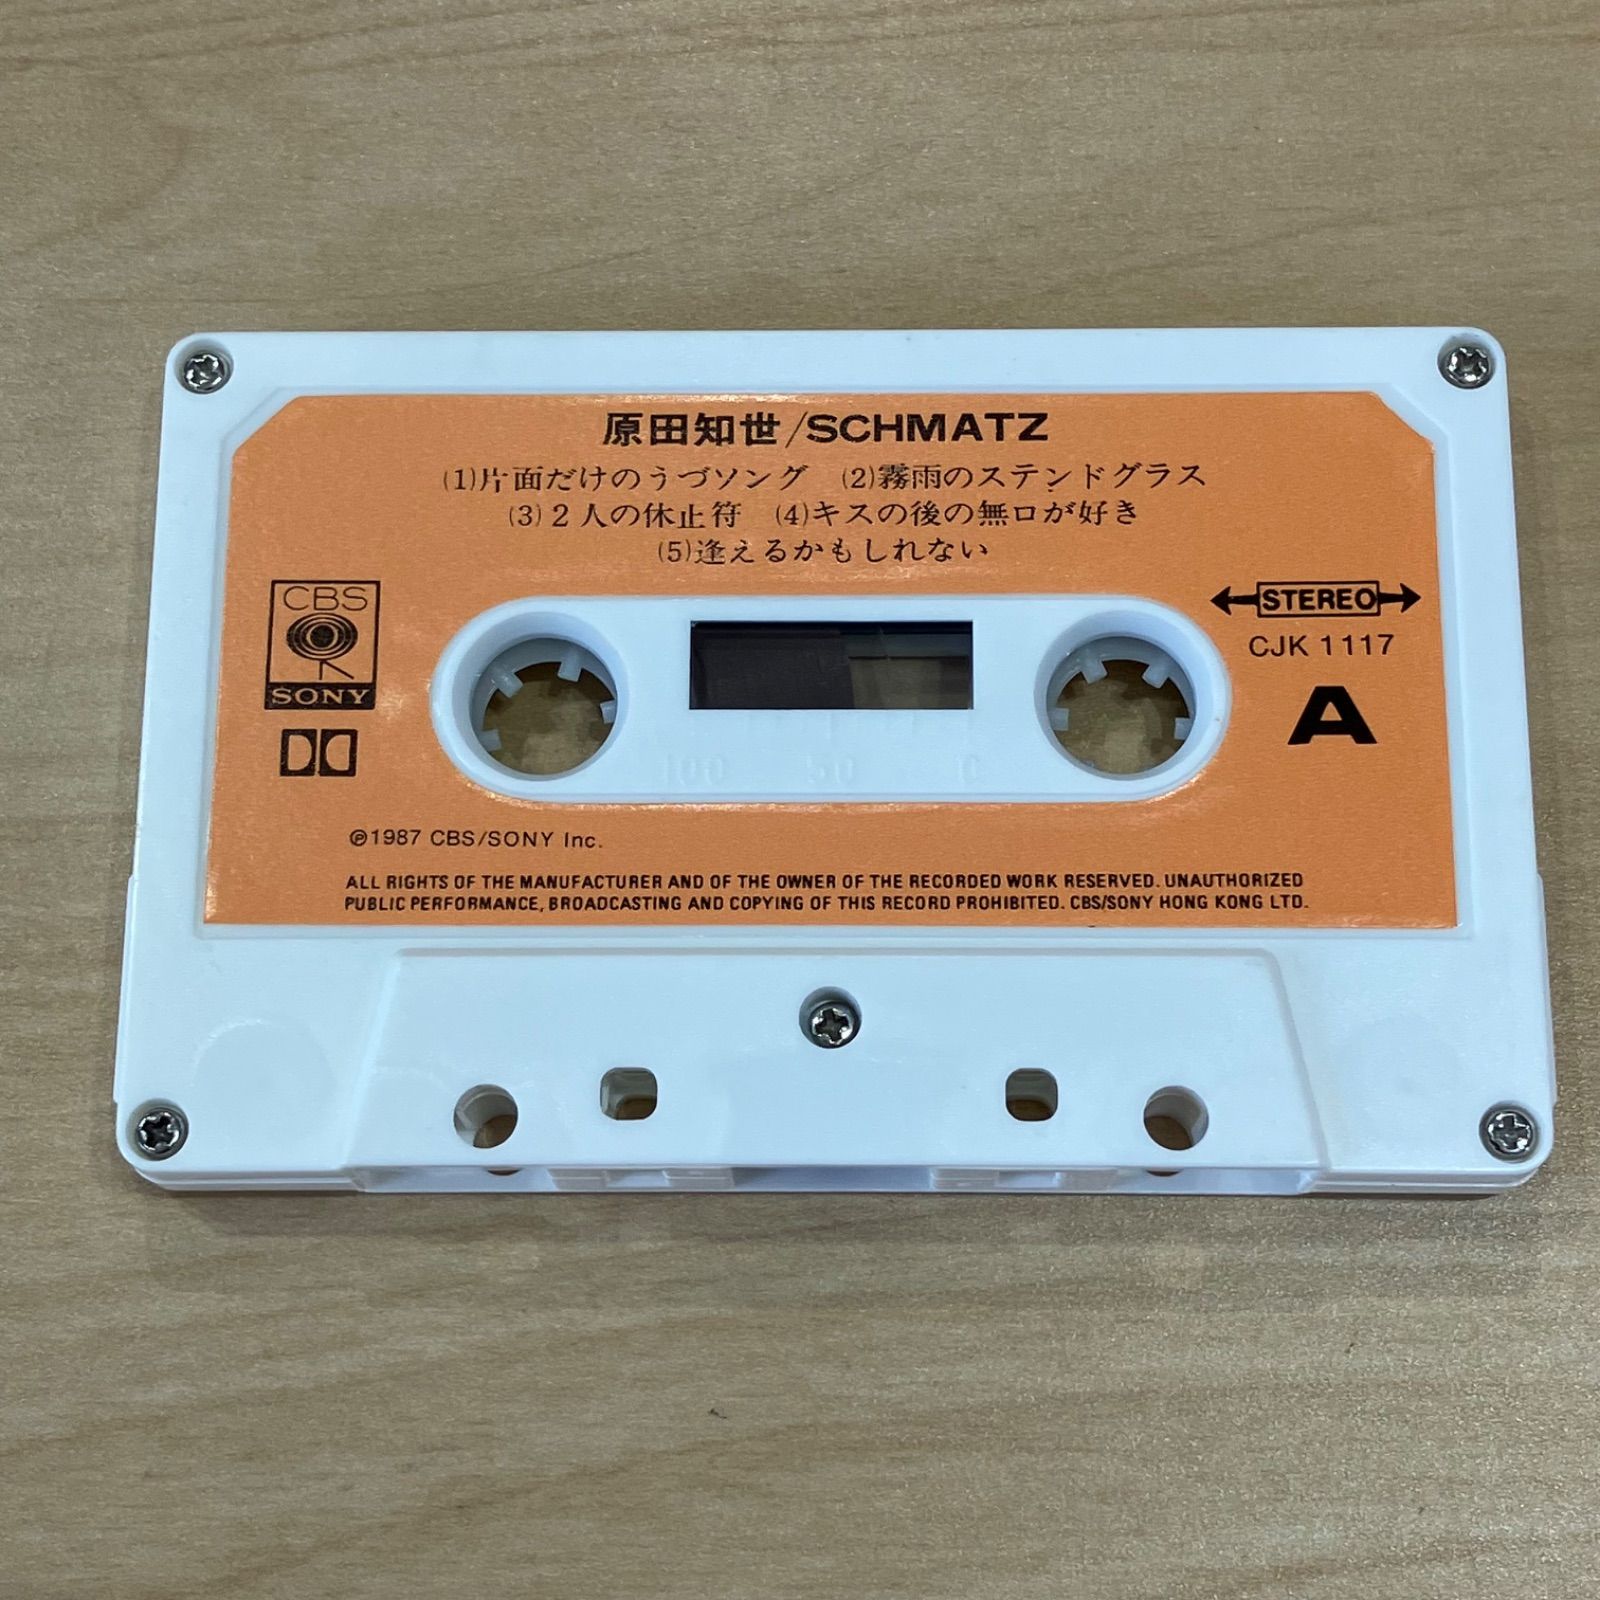 原田知世/SCHMATZ
(1)片面だけのうづソング (2)霧雨のステンドグラス
(3)2人の休止符 (4)キスの後の無口が好き
(5)逢えるかもしれない
CBS
SONY
STEREO
CJK 1117
A
100 50 0
℗1987 CBS/SONY Inc.
ALL RIGHTS OF THE MANUFACTURER AND OF THE OWNER OF THE RECORDED WORK RESERVED. UNAUTHORIZED
PUBLIC PERFORMANCE, BROADCASTING AND COPYING OF THIS RECORD PROHIBITED. CBS/SONY HONG KONG LTD.